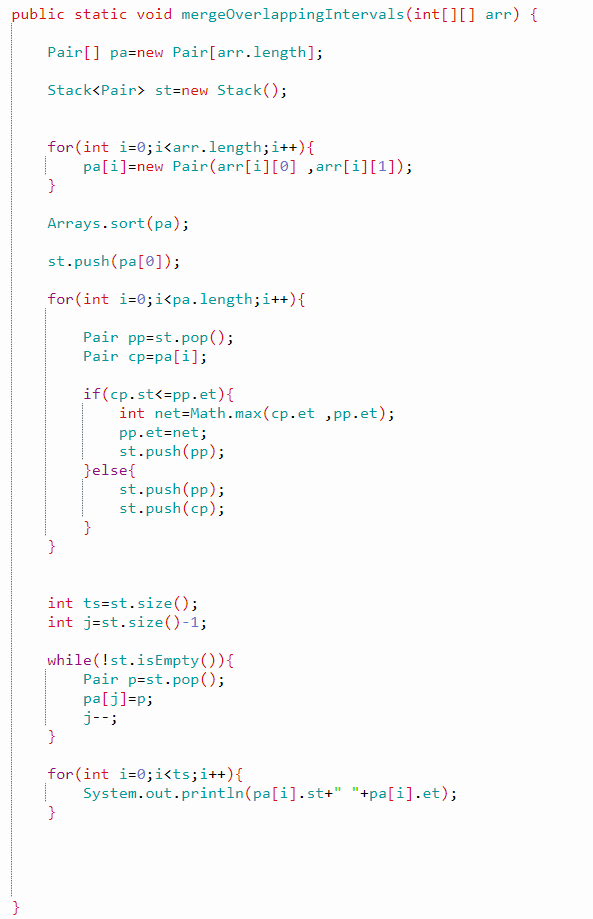 public static void mergeOverlappingIntervals(int[][] arr) {
Pair[] pa=new Pair[arr.length];
Stack<Pair> st=new Stack();
for(int i=0;i<arr.length;i++){
pa[i]=new Pair(arr[i][0] ,arr[i][1]);
}
Arrays.sort(pa);
st.push(pa[0]);
for(int i=0;i<pa.length;i++){
Pair pp=st.pop();
Pair cp=pa[i];
if(cp.st<=pp.et){
int net=Math.max(cp.et ,pp.et);
pp.et=net;
st.push(pp);
}else{
st.push(pp);
st.push(cp);
}
}
int ts=st.size();
int j=st.size()-1;
while(!st.isEmpty()){
Pair p=st.pop();
pa[j]=p;
j--;
}
for(int i=0;i<ts;i++){
System.out.println(pa[i].st+" "+pa[i].et);
}
}